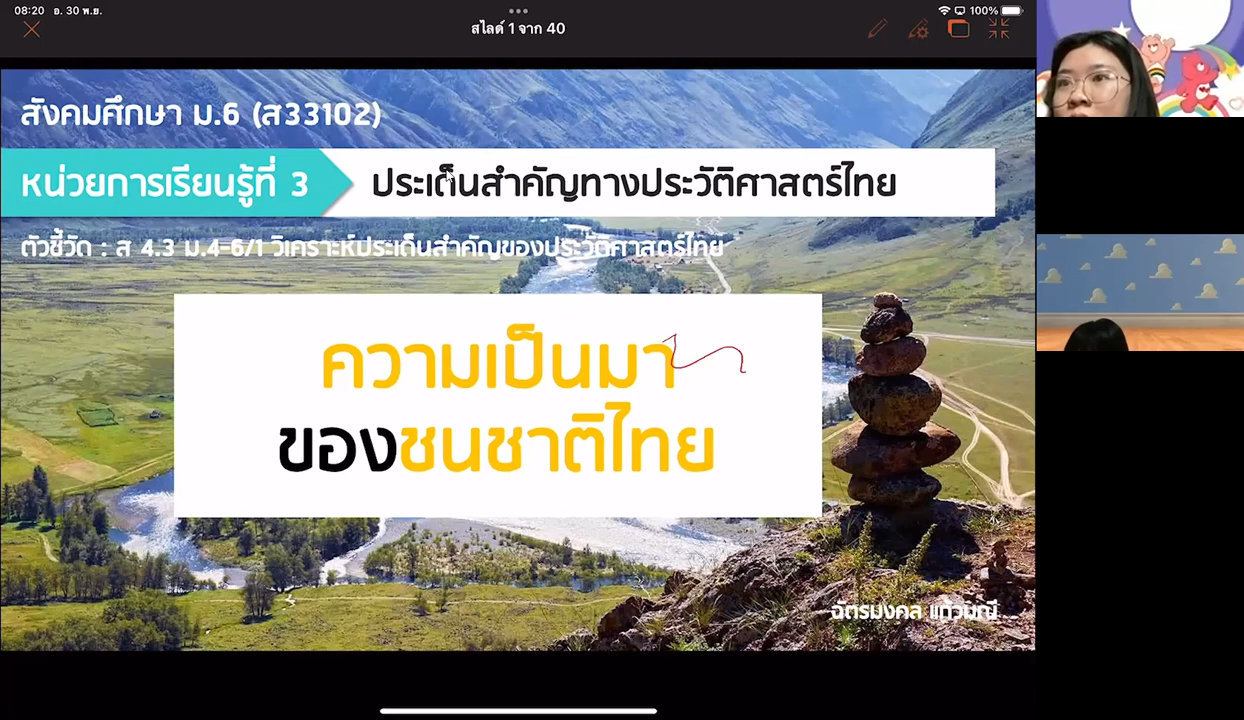 08:20 อ. 30 พ.ย.
100%
สไลด์ 1 จาก 40
สังคมศึกษา ม.6 (ส33102)
หน่วยการเรียนรู้ที่ 3
ประเด็นสำคัญทางประวัติศาสตร์ไทย
ตัวชี้วัด : ส 4.3 ม.4-6/1 วิเคราะห์ประเด็นสำคัญของประวัติศาสตร์ไทย
ความเป็นมา
ของชนชาติไทย
ฉัตรมงคล แก้วมณี